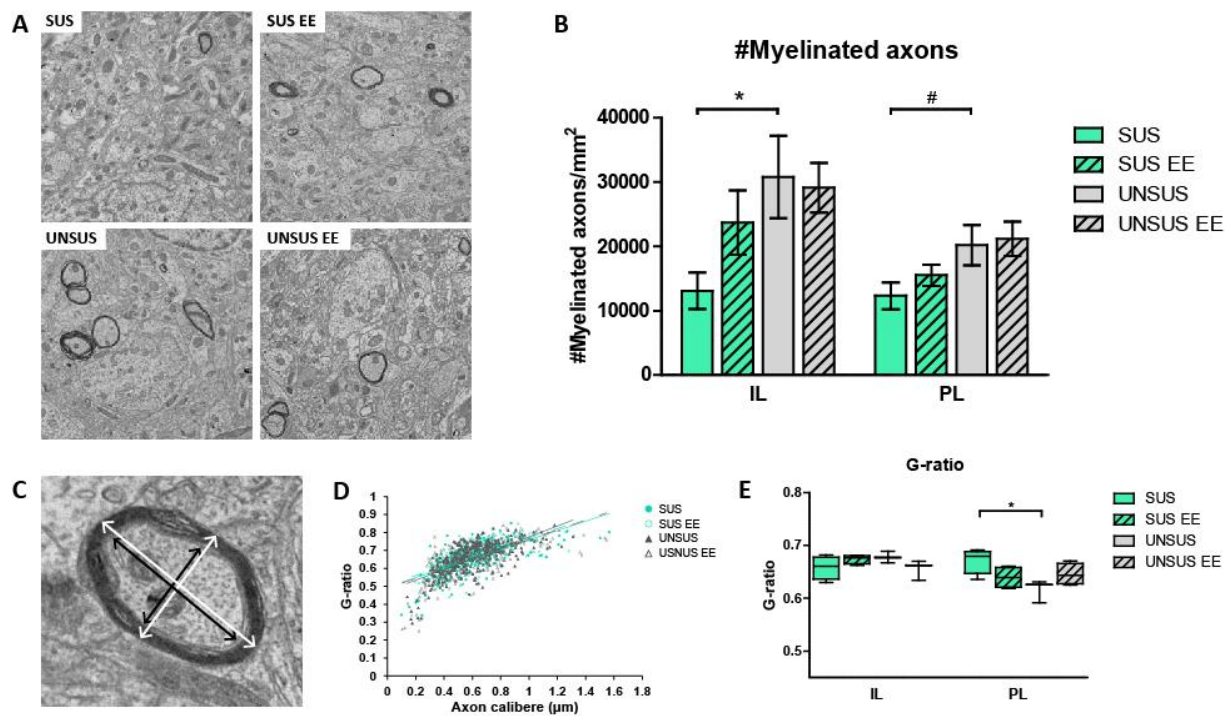 A
SUS
SUS EE
UNSUS
UNSUS EE
B
#Myelinated axons
#Myelinated axons/mm²
40000
30000
20000
10000
0
*
#
IL
PL
SUS
SUS EE
UNSUS
UNSUS EE
C
D
G-ratio
1
0.9
0.8
0.7
0.6
0.5
0.4
0.3
0.2
0.1
0
0 0.2 0.4 0.6 0.8 1 1.2 1.4 1.6 1.8
Axon calibere (µm)
SUS
SUS EE
UNSUS
USNUS EE
E
G-ratio
G-ratio
0.8
0.7
0.6
0.5
*
IL
PL
SUS
SUS EE
UNSUS
UNSUS EE